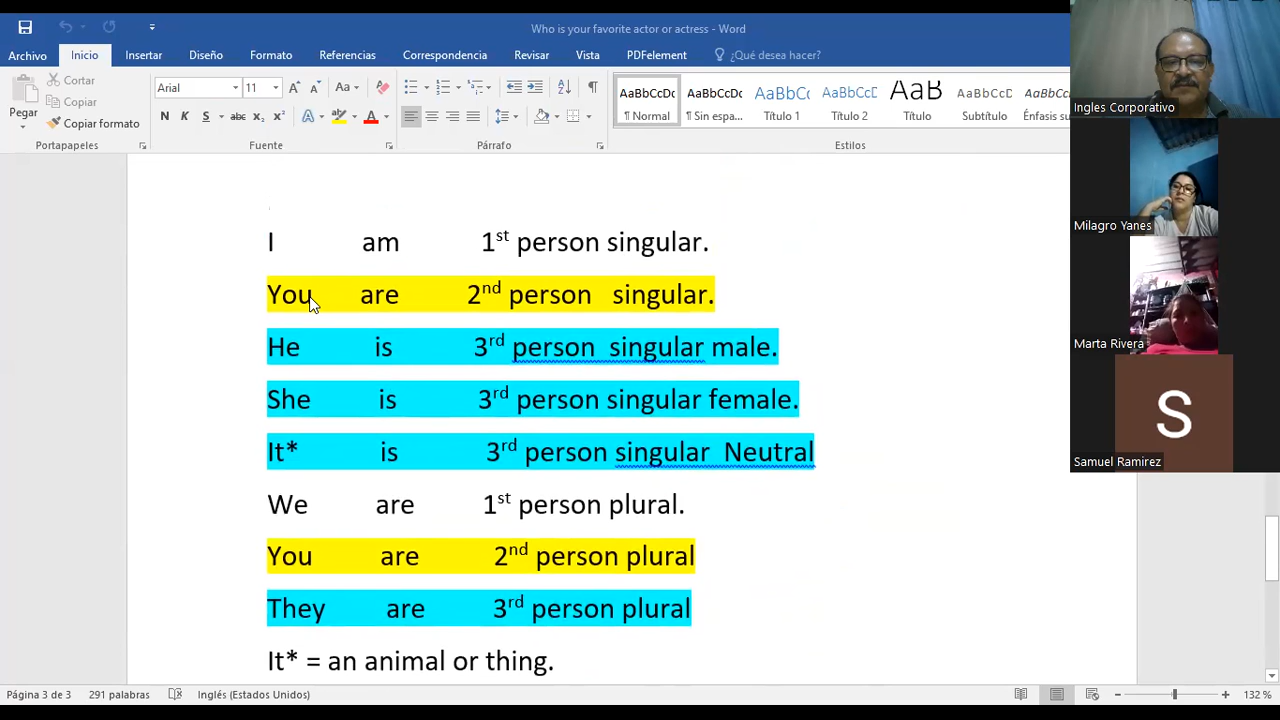 Who is your favorite actor or actress - Word
Archivo Inicio Insertar Diseño Formato Referencias Correspondencia Revisar Vista PDFelement ¿Qué desea hacer?
Pegar
Cortar
Copiar
Copiar formato
Portapapeles
Arial 11
Fuente
Párrafo
AaBbCcDc AaBbCcDc AaBbCc AaBbCcD AaB AaBbCcD AaBbCcDc
¶ Normal ¶ Sin espa... Título 1 Título 2 Título Subtítulo Énfasis su
Estilos
I am 1st person singular.
You are 2nd person singular.
He is 3rd person singular male.
She is 3rd person singular female.
It* is 3rd person singular Neutral
We are 1st person plural.
You are 2nd person plural
They are 3rd person plural
It* = an animal or thing.
Página 3 de 3 291 palabras Inglés (Estados Unidos) 132 %
Ingles Corporativo
Milagro Yanes
Marta Rivera
S
Samuel Ramirez